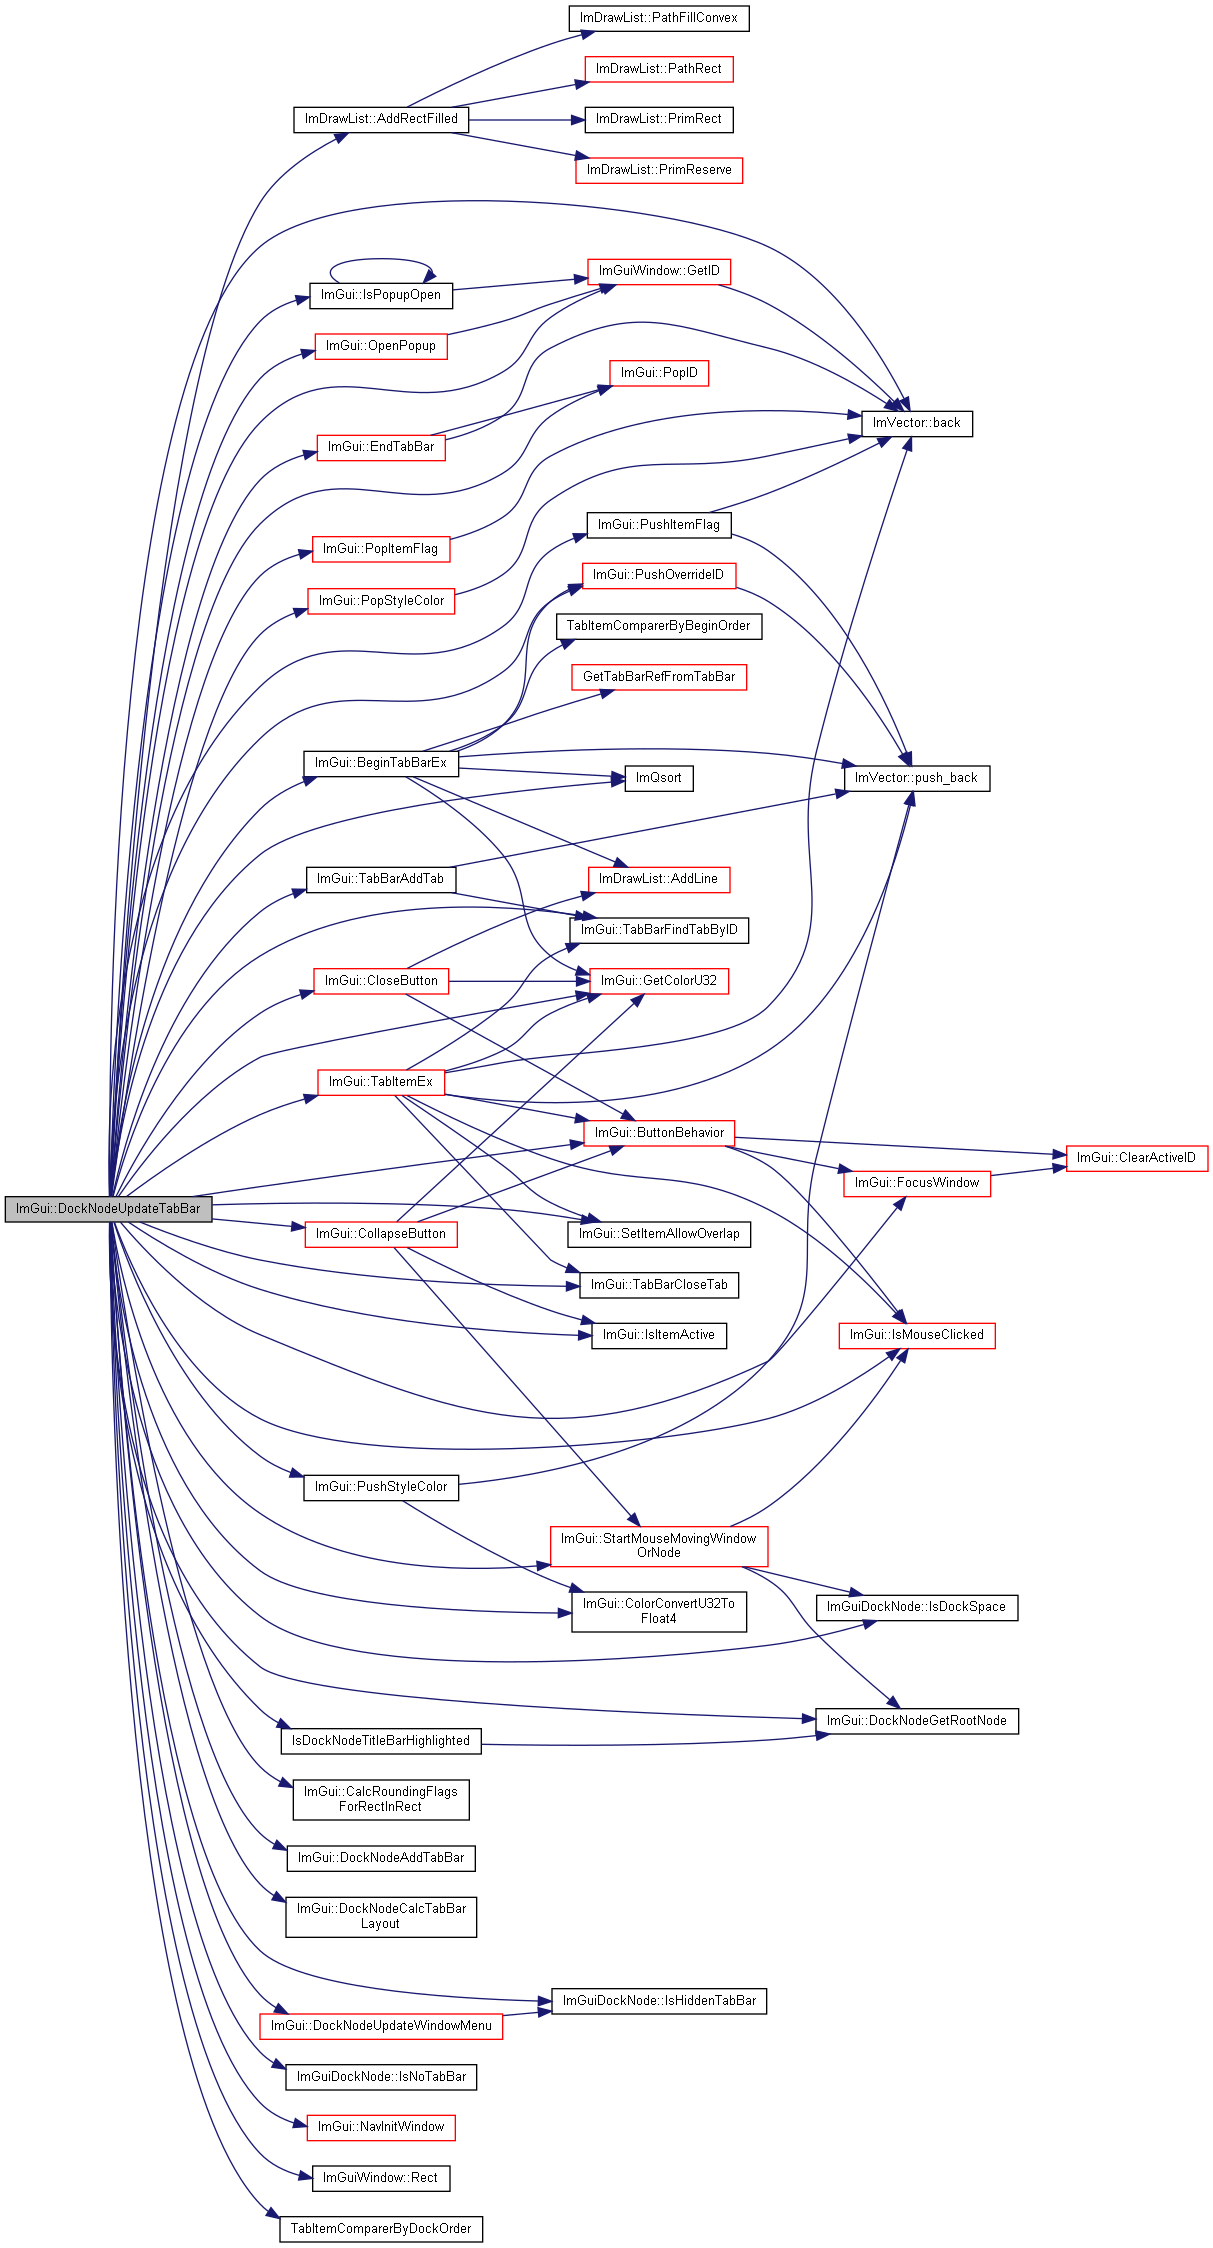 ImDrawList::PathFillConvex
ImDrawList::PathRect
ImDrawList::AddRectFilled
ImDrawList::PrimRect
ImDrawList::PrimReserve
ImGuiWindow::GetID
ImGui::IsPopupOpen
ImGui::OpenPopup
ImGui::PopID
ImVector::back
ImGui::EndTabBar
ImGui::PushItemFlag
ImGui::PopItemFlag
ImGui::PushOverrideID
ImGui::PopStyleColor
TabItemComparerByBeginOrder
GetTabBarRefFromTabBar
ImGui::BeginTabBarEx
ImQsort
ImVector::push_back
ImGui::TabBarAddTab
ImDrawList::AddLine
ImGui::TabBarFindTabByID
ImGui::CloseButton
ImGui::GetColorU32
ImGui::TabItemEx
ImGui::ButtonBehavior
ImGui::ClearActiveID
ImGui::FocusWindow
ImGui::DockNodeUpdateTabBar
ImGui::CollapseButton
ImGui::SetItemAllowOverlap
ImGui::TabBarCloseTab
ImGui::IsItemActive
ImGui::IsMouseClicked
ImGui::PushStyleColor
ImGui::StartMouseMovingWindow
OrNode
ImGui::ColorConvertU32To
Float4
ImGuiDockNode::IsDockSpace
ImGui::DockNodeGetRootNode
IsDockNodeTitleBarHighlighted
ImGui::CalcRoundingFlags
ForRectInRect
ImGui::DockNodeAddTabBar
ImGui::DockNodeCalcTabBar
Layout
ImGuiDockNode::IsHiddenTabBar
ImGui::DockNodeUpdateWindowMenu
ImGuiDockNode::IsNoTabBar
ImGui::NavInitWindow
ImGuiWindow::Rect
TabItemComparerByDockOrder